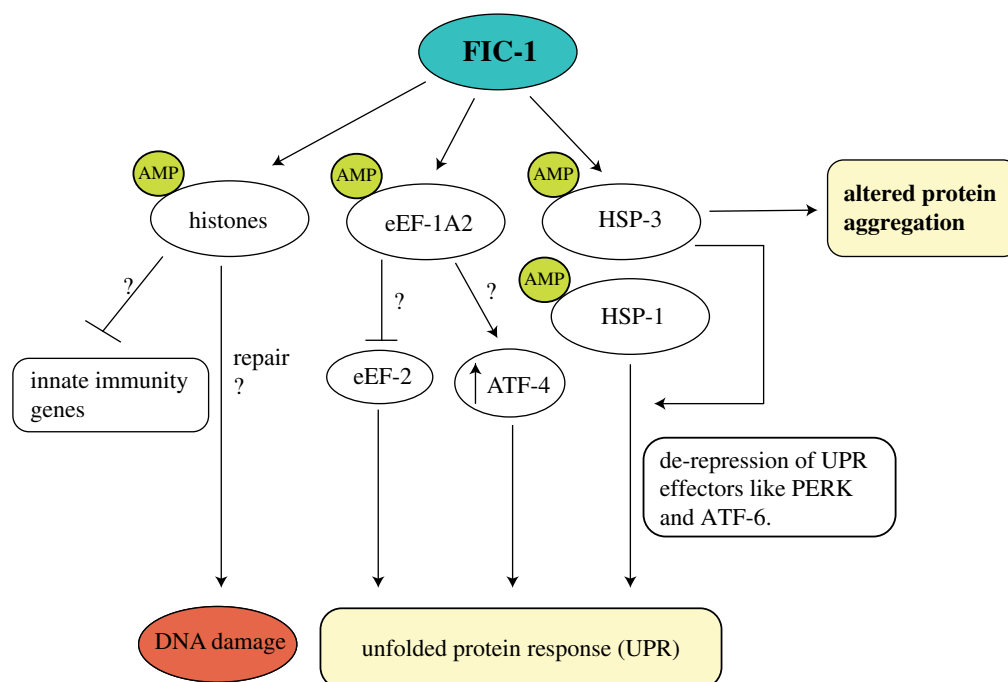 FIC-1
AMP
AMP
AMP
histones
eEF-1A2
HSP-3
altered protein
aggregation
AMP
HSP-1
?
?
?
innate immunity
genes
repair
?
eEF-2
ATF-4
de-repression of UPR
effectors like PERK
and ATF-6.
DNA damage
unfolded protein response (UPR)